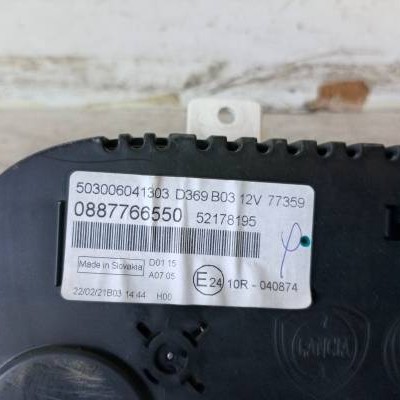 503006041303 D369 B03 12V 77359
0887766550 52178195
Made in Slovakia D01 15
A07.05
E24 10R - 040874
22/02/21B03 14:44 H00
LANCIA